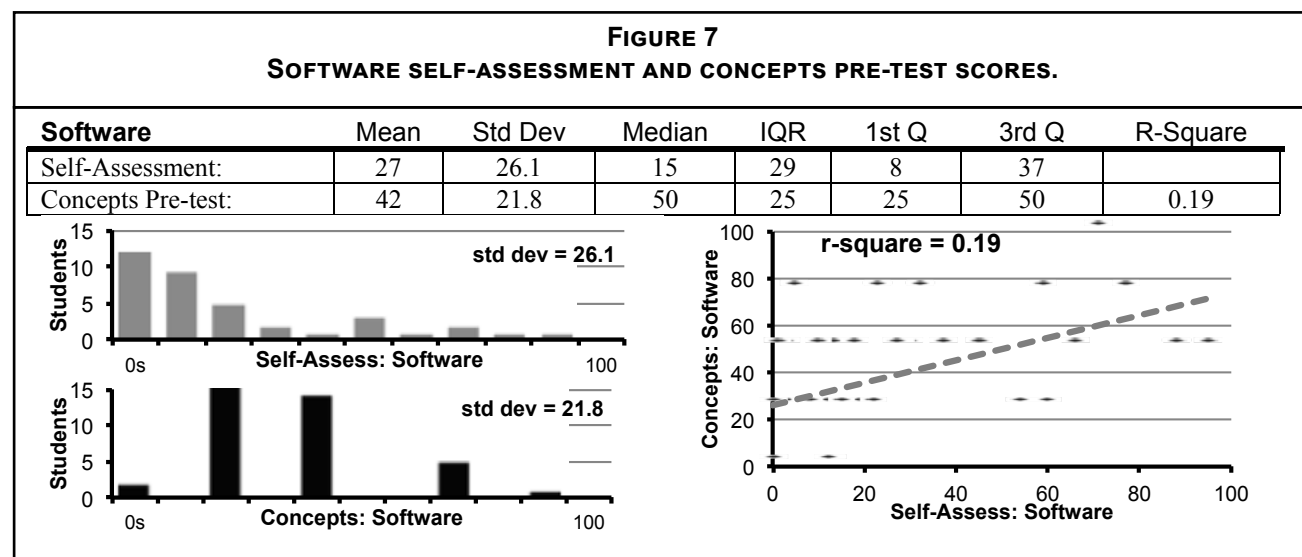 FIGURE 7
SOFTWARE SELF-ASSESSMENT AND CONCEPTS PRE-TEST SCORES.
Software Mean Std Dev Median IQR 1st Q 3rd Q R-Square
Self-Assessment: 27 26.1 15 29 8 37
Concepts Pre-test: 42 21.8 50 25 25 50 0.19
15
10
5
0
Students
std dev = 26.1
0s Self-Assess: Software 100
15
10
5
0
Students
std dev = 21.8
0s Concepts: Software 100
100
80
60
40
20
0
Concepts: Software
r-square = 0.19
0 20 40 60 80 100
Self-Assess: Software